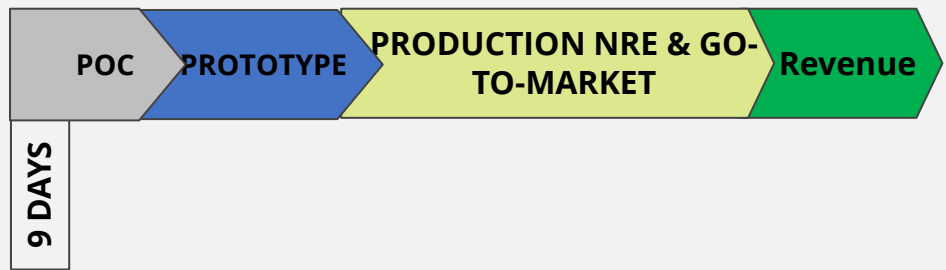 POC
PROTOTYPE
PRODUCTION NRE & GO-
TO-MARKET
Revenue
9 DAYS